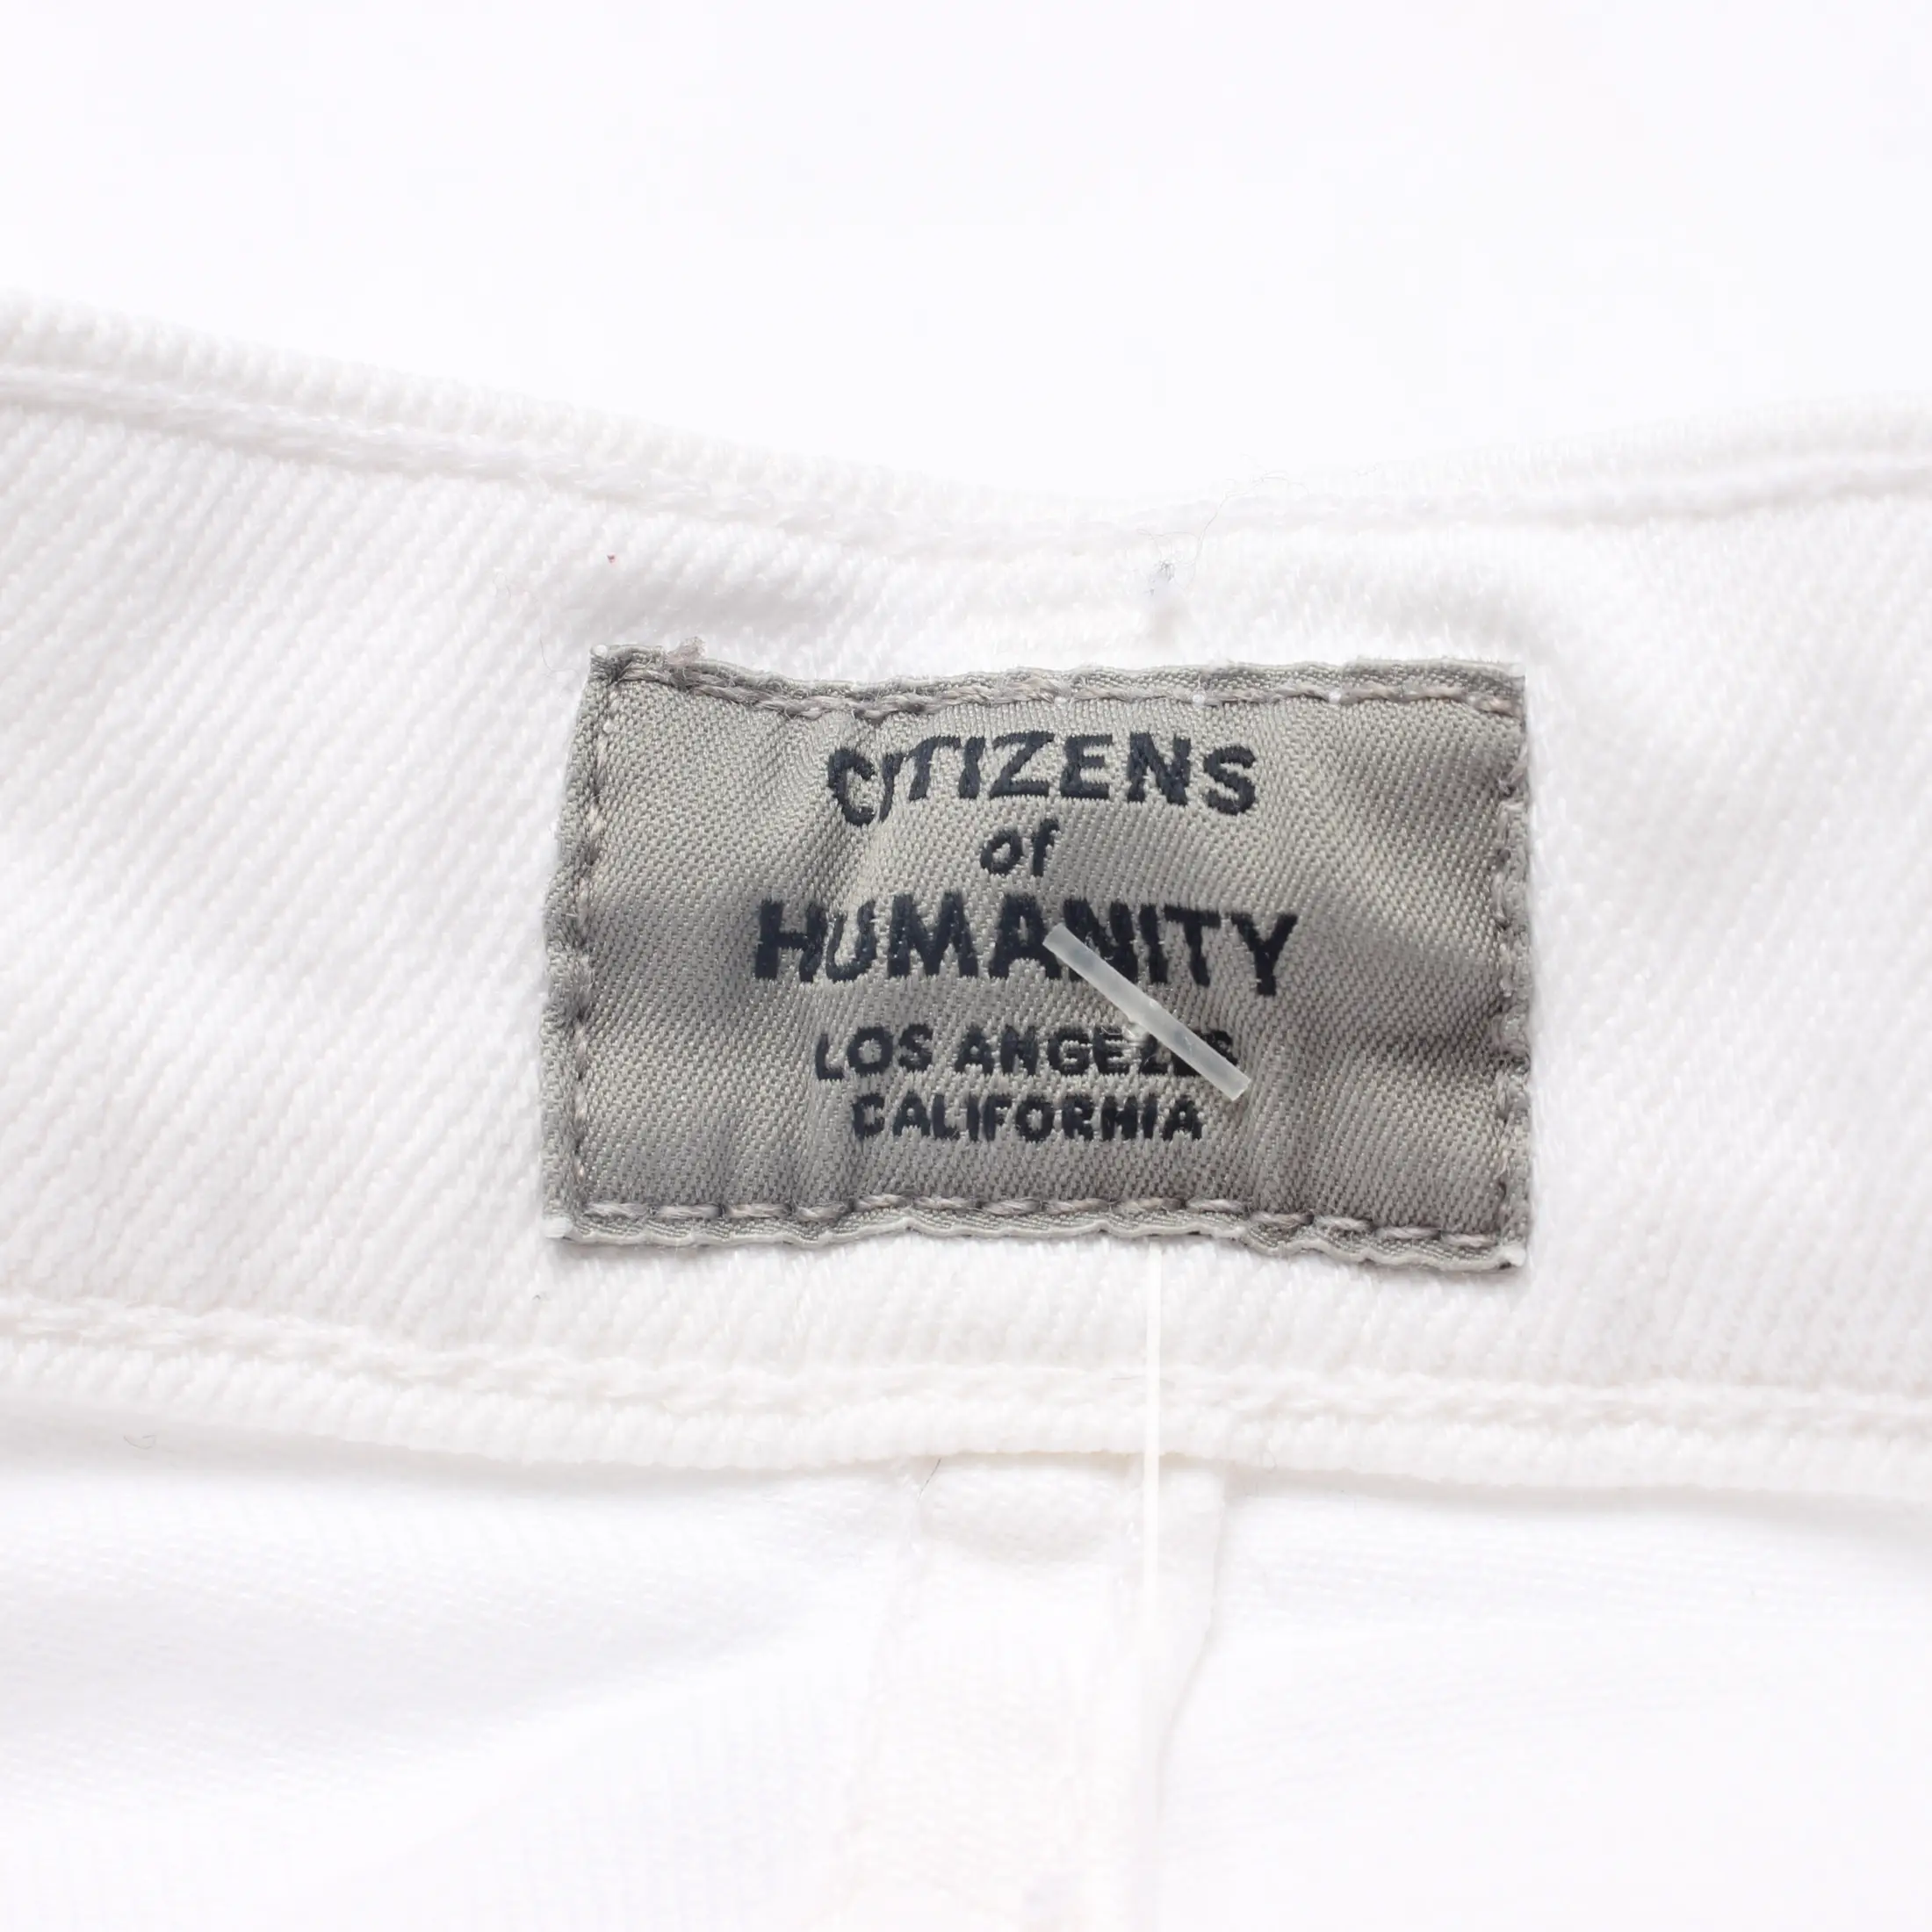 CITIZENS
of
HUMANITY
LOS ANGELES
CALIFORNIA